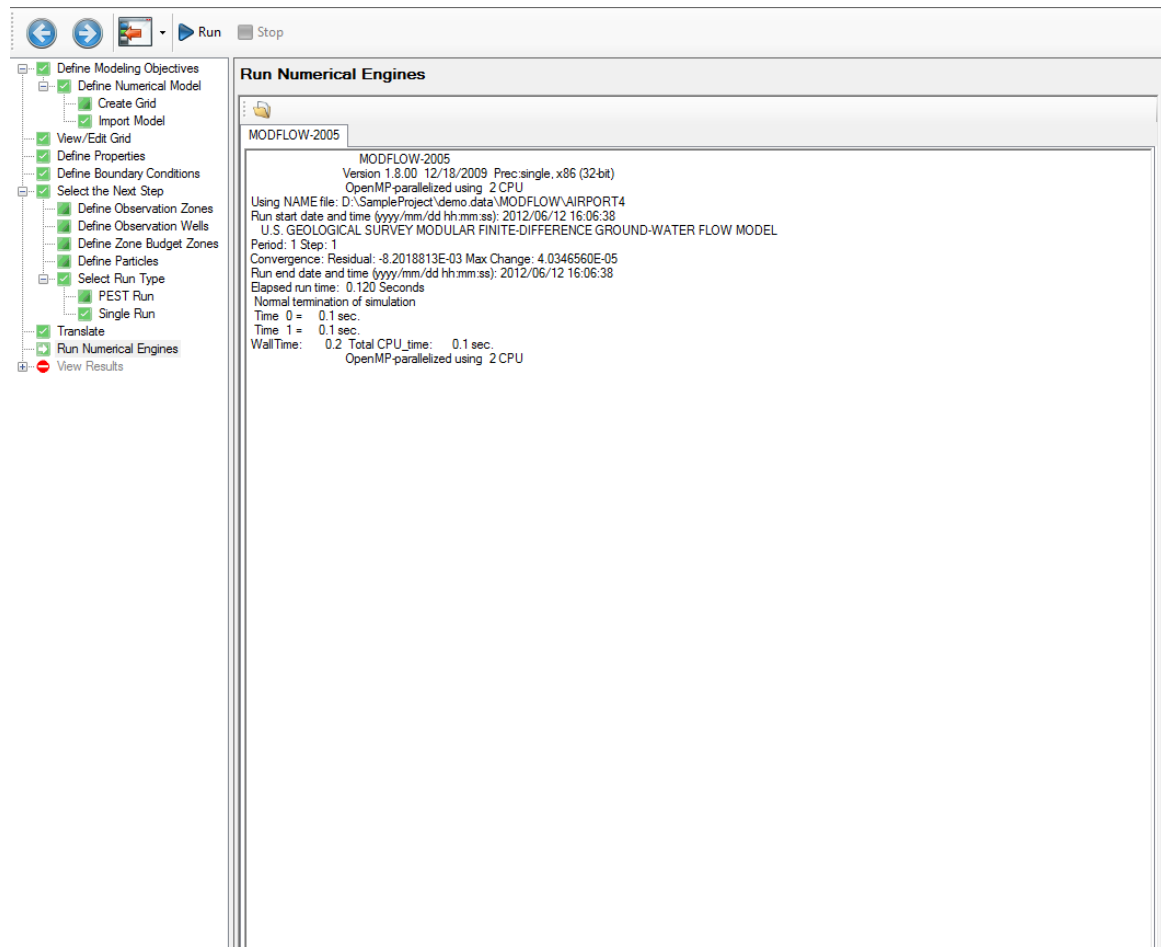 Run
Stop
Define Modeling Objectives
Define Numerical Model
Create Grid
Import Model
View/Edit Grid
Define Properties
Define Boundary Conditions
Select the Next Step
Define Observation Zones
Define Observation Wells
Define Zone Budget Zones
Define Particles
Select Run Type
PEST Run
Single Run
Translate
Run Numerical Engines
View Results
Run Numerical Engines
MODFLOW-2005
MODFLOW-2005
Version 1.8.00 12/18/2009 Prec:single, x86 (32-bit)
OpenMP-parallelized using 2 CPU
Using NAME file: D:\SampleProject\demo.data\MODFLOW\AIRPORT4
Run start date and time (yyyy/mm/dd hh:mm:ss): 2012/06/12 16:06:38
U.S. GEOLOGICAL SURVEY MODULAR FINITE-DIFFERENCE GROUND-WATER FLOW MODEL
Period: 1 Step: 1
Convergence: Residual: -8.2018813E-03 Max Change: 4.0346560E-05
Run end date and time (yyyy/mm/dd hh:mm:ss): 2012/06/12 16:06:38
Elapsed run time: 0.120 Seconds
Normal termination of simulation
Time 0 = 0.1 sec.
Time 1 = 0.1 sec.
WallTime: 0.2 Total CPU_time: 0.1 sec.
OpenMP-parallelized using 2 CPU